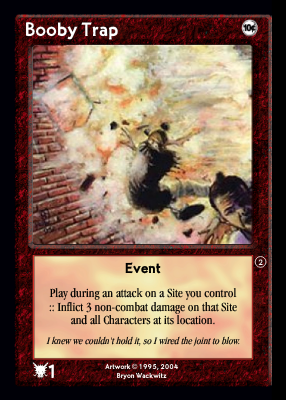 Booby Trap
10¢
Event
2
Play during an attack on a Site you control
:: Inflict 3 non-combat damage on that Site
and all Characters at its location.
I knew we couldn't hold it, so I wired the joint to blow.
1
Artwork © 1995, 2004
Bryon Wackwitz